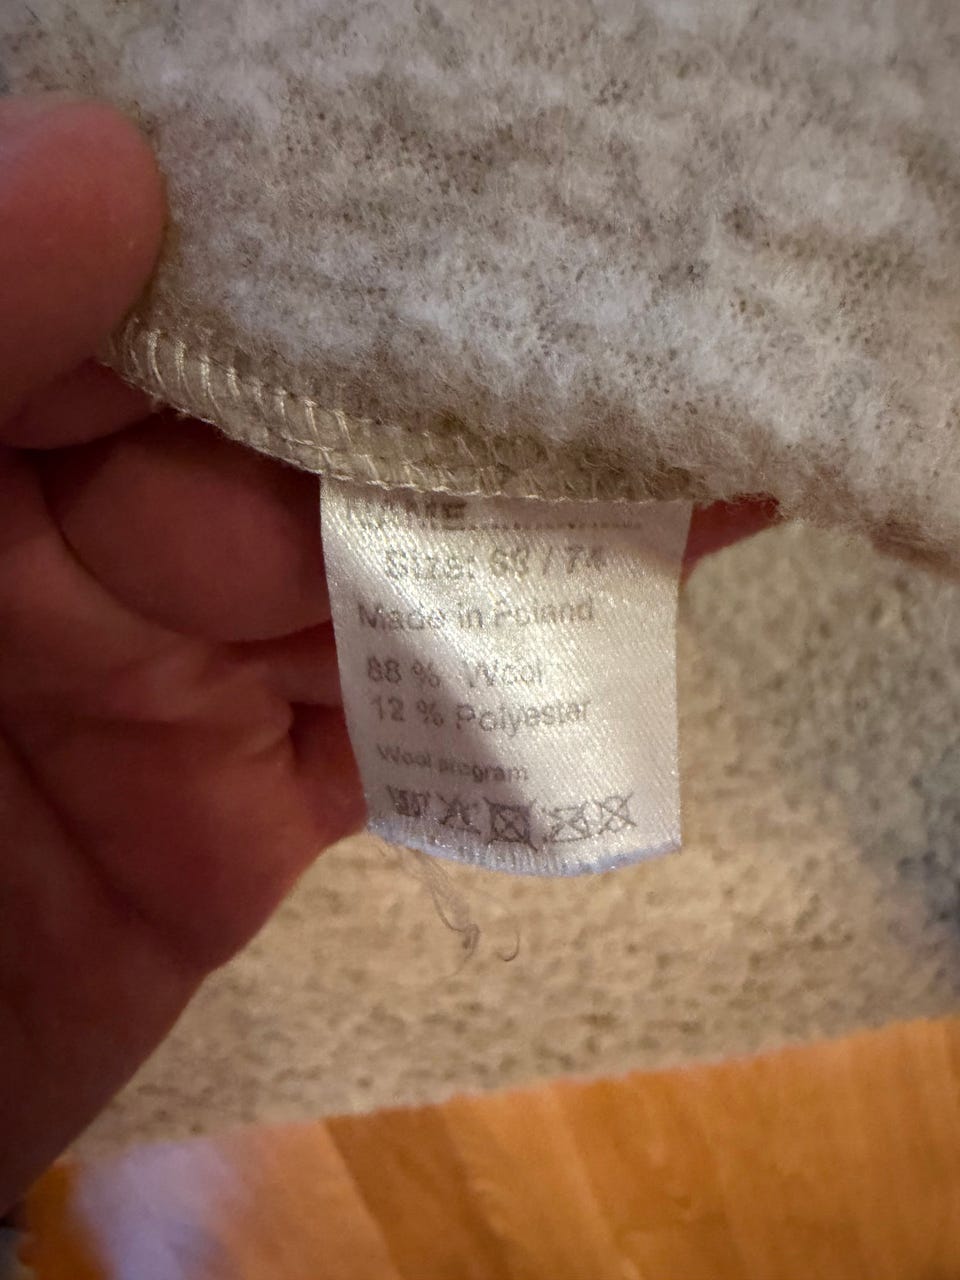 Size: 68 / 74
Made in Poland
88 % Wool
12 % Polyester
Wool program